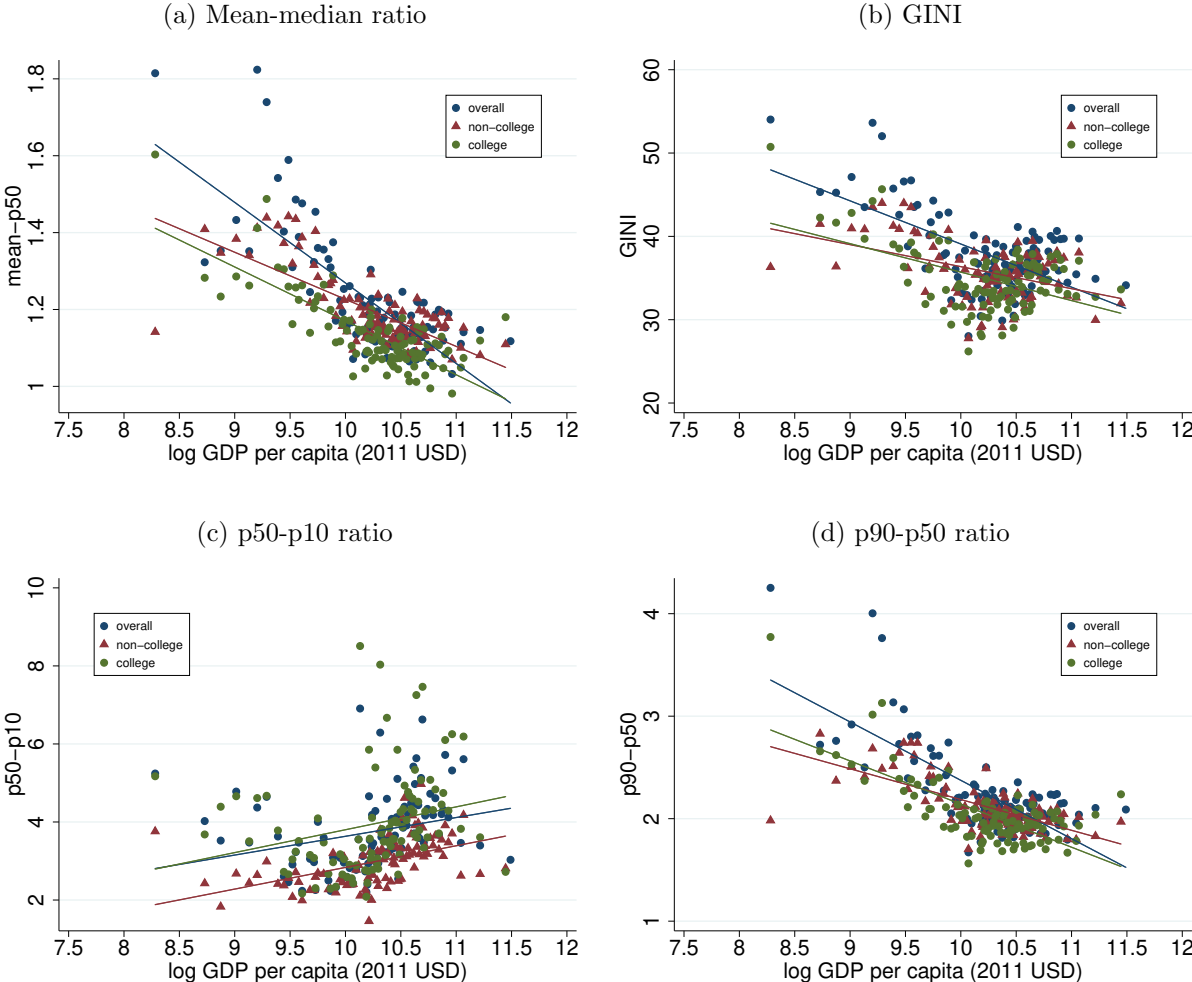 (a) Mean-median ratio
mean−p50
1.8
1.6
1.4
1.2
1
overall
non−college
college
7.5 8 8.5 9 9.5 10 10.5 11 11.5 12
log GDP per capita (2011 USD)
(b) GINI
GINI
60
50
40
30
20
overall
non−college
college
7.5 8 8.5 9 9.5 10 10.5 11 11.5 12
log GDP per capita (2011 USD)
(c) p50-p10 ratio
p50−p10
10
8
6
4
2
overall
non−college
college
7.5 8 8.5 9 9.5 10 10.5 11 11.5 12
log GDP per capita (2011 USD)
(d) p90-p50 ratio
p90−p50
4
3
2
1
overall
non−college
college
7.5 8 8.5 9 9.5 10 10.5 11 11.5 12
log GDP per capita (2011 USD)